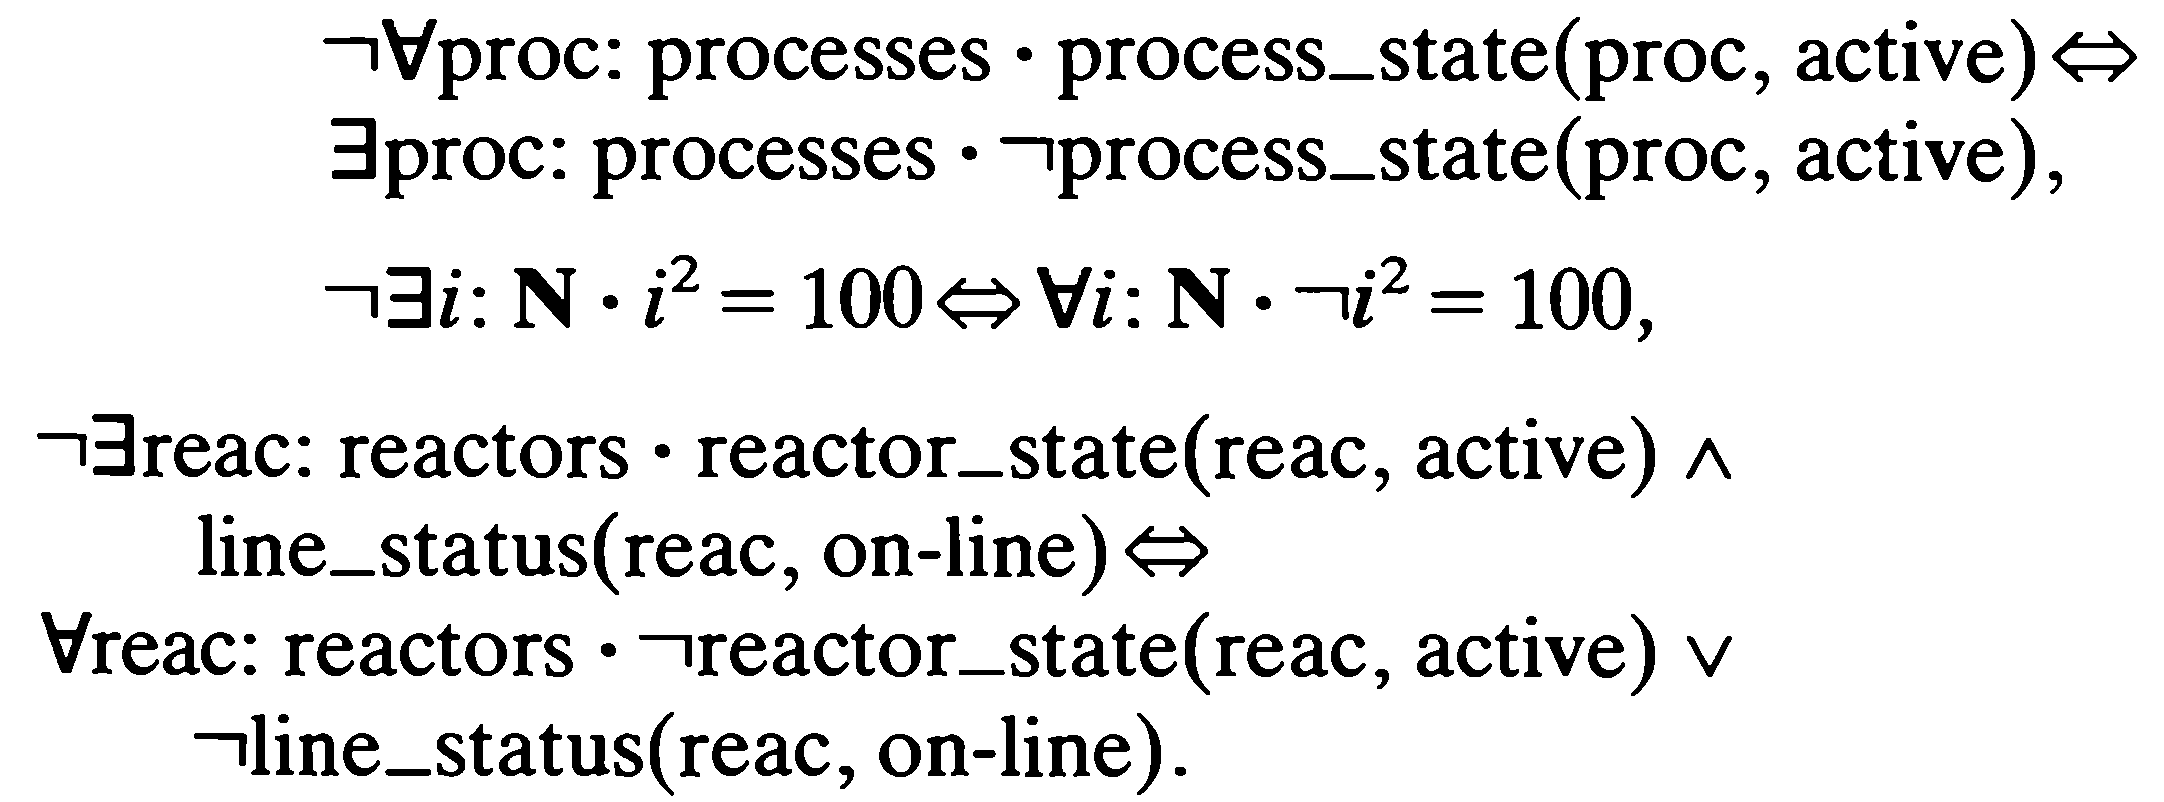 ¬∀proc: processes · process_state(proc, active)⇔
∃proc: processes · ¬process_state(proc, active),
¬∃i: N · i² = 100⇔∀i: N · ¬i² = 100,
¬∃reac: reactors · reactor_state(reac, active) ∧
line_status(reac, on-line)⇔
∀reac: reactors · ¬reactor_state(reac, active) ∨
¬line_status(reac, on-line).